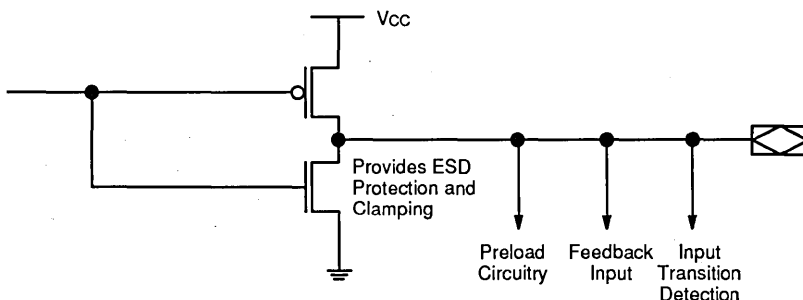 Vcc
Provides ESD
Protection and
Clamping
Preload
Circuitry
Feedback
Input
Input
Transition
Detection